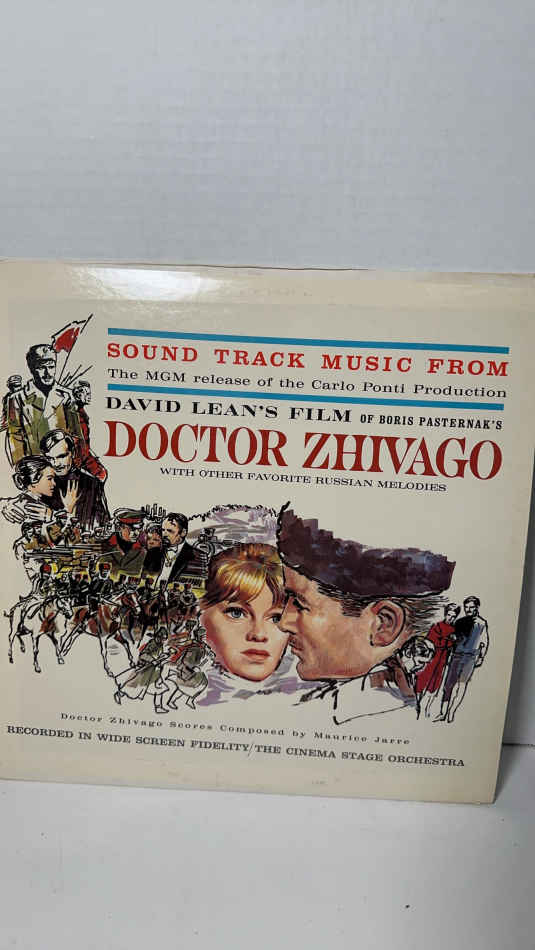 SOUND TRACK MUSIC FROM
The MGM release of the Carlo Ponti Production
DAVID LEAN'S FILM OF BORIS PASTERNAK'S
DOCTOR ZHIVAGO
WITH OTHER FAVORITE RUSSIAN MELODIES
Doctor Zhivago Scores Composed by Maurice Jarre
RECORDED IN WIDE SCREEN FIDELITY/THE CINEMA STAGE ORCHESTRA